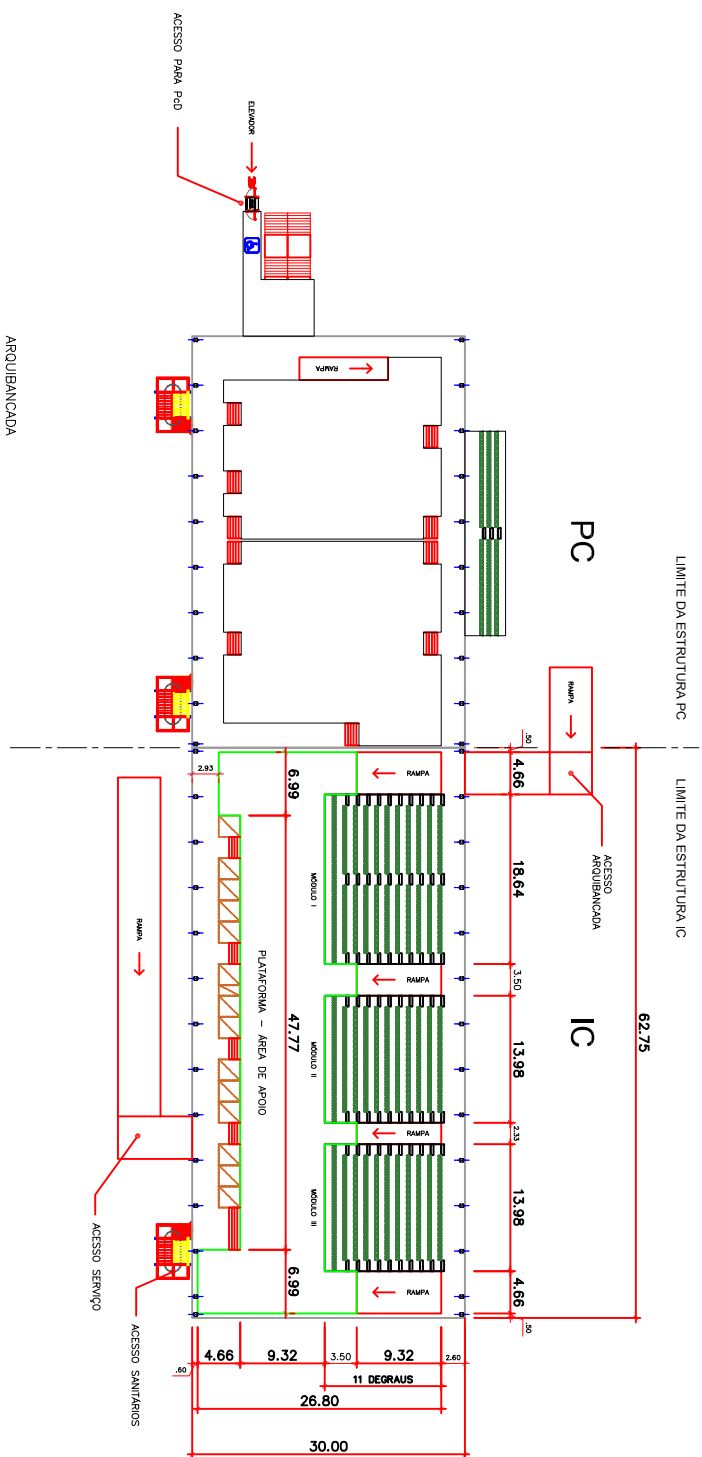 ACESSO PARA PcD
ELEVADOR
ARQUIBANCADA
RAMPA
PC
LIMITE DA ESTRUTURA PC
RAMPA
.50
4.66
LIMITE DA ESTRUTURA IC
ACESSO
ARQUIBANCADA
2.93
6.99
RAMPA
18.64
MÓDULO I
3.50
RAMPA
IC
62.75
RAMPA
PLATAFORMA – ÁREA DE APOIO
47.77
MÓDULO II
13.98
2.33
RAMPA
MÓDULO III
13.98
ACESSO SERVIÇO
6.99
RAMPA
4.66
.50
ACESSO SANITÁRIOS
.60
4.66
9.32
3.50
9.32
2.60
11 DEGRAUS
26.80
30.00